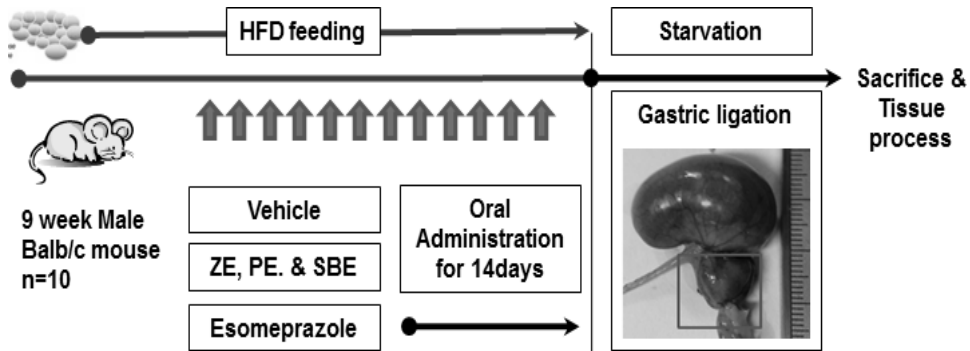 HFD feeding
Starvation
Sacrifice &
Tissue
process
Gastric ligation
9 week Male
Balb/c mouse
n=10
Vehicle
ZE, PE. & SBE
Esomeprazole
Oral
Administration
for 14days